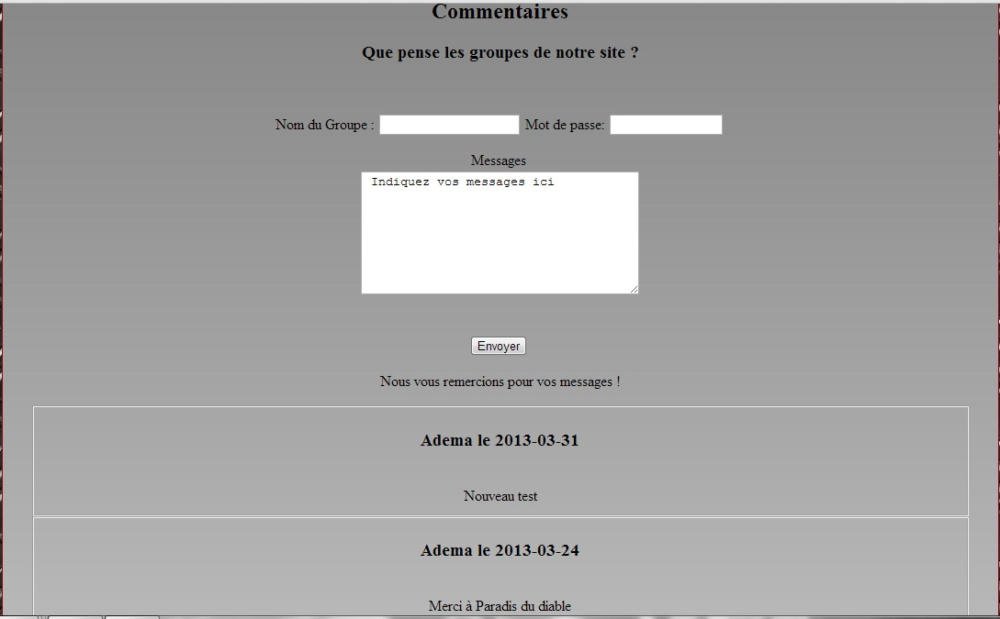 Commentaires
Que pense les groupes de notre site ?
Nom du Groupe : Mot de passe:
Messages
Indiquez vos messages ici
Envoyer
Nous vous remercions pour vos messages !
Adema le 2013-03-31
Nouveau test
Adema le 2013-03-24
Merci à Paradis du diable